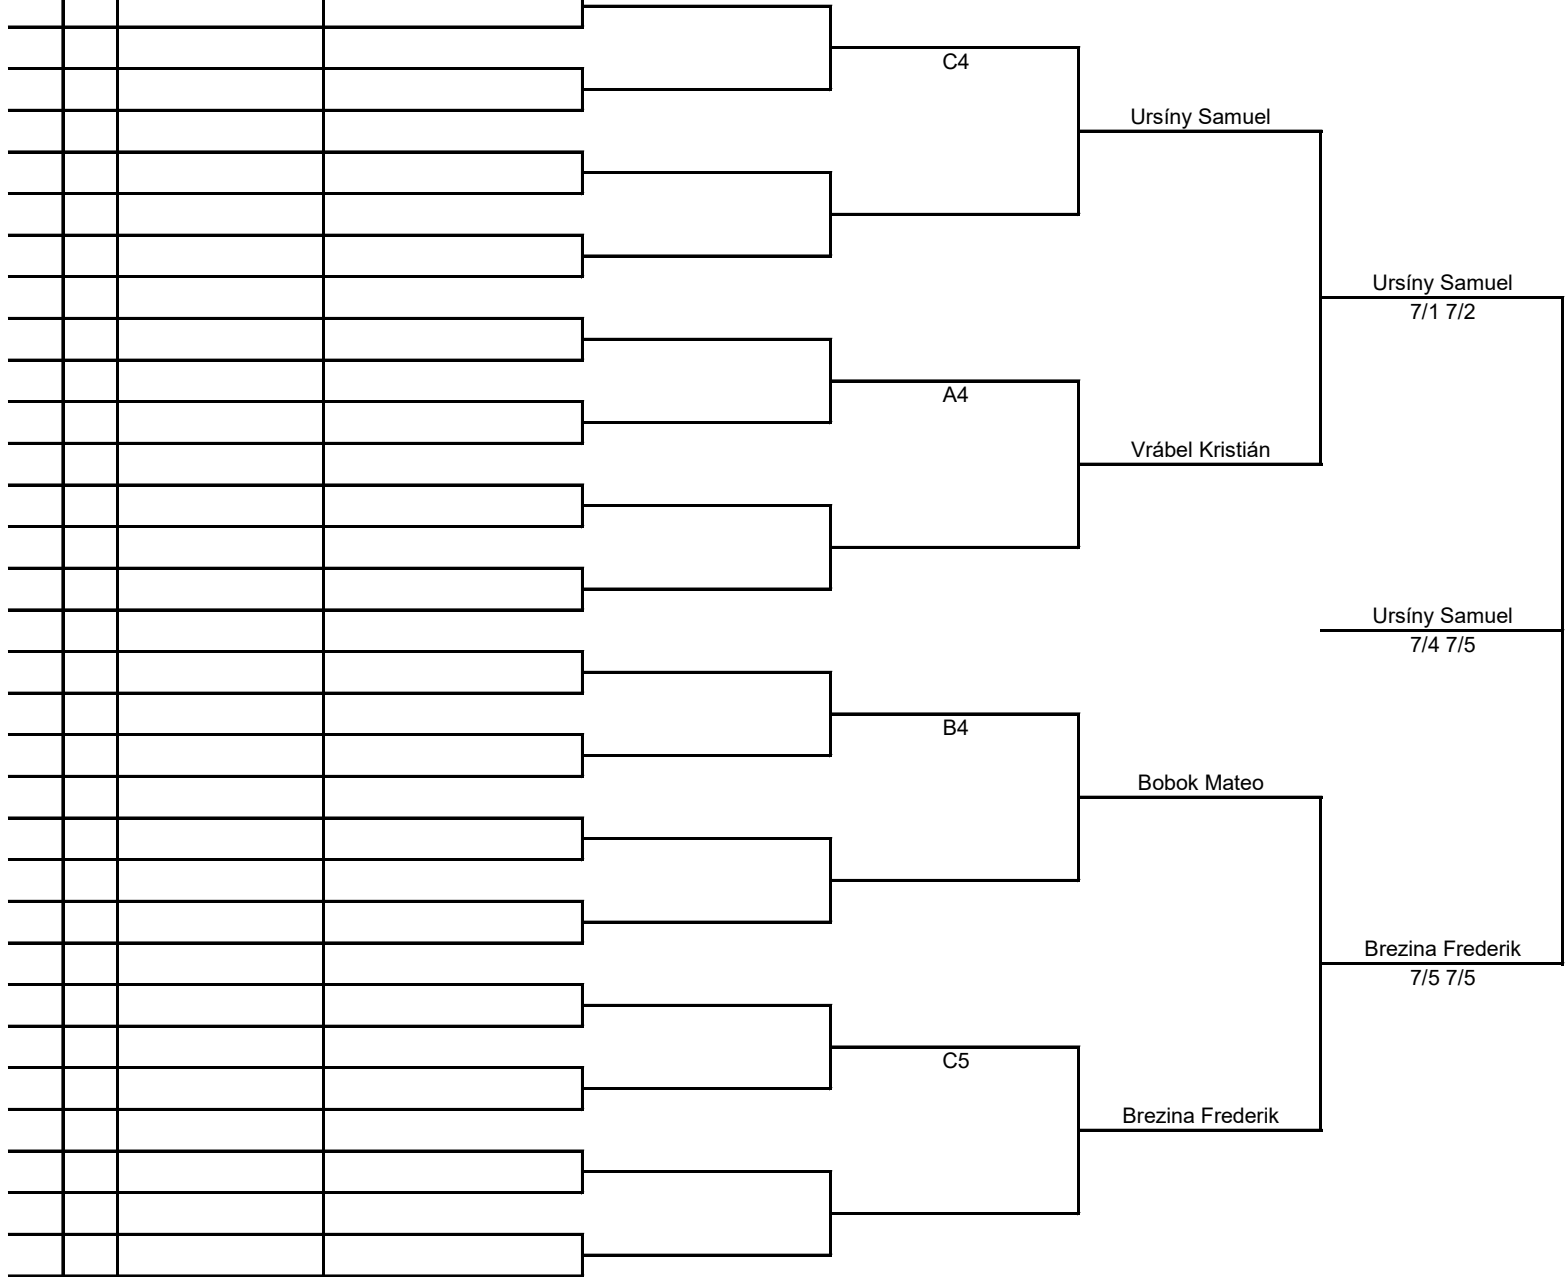 C4
Ursíny Samuel
Ursíny Samuel
7/1 7/2
A4
Vrábel Kristián
Ursíny Samuel
7/4 7/5
B4
Bobok Mateo
Brezina Frederik
7/5 7/5
C5
Brezina Frederik